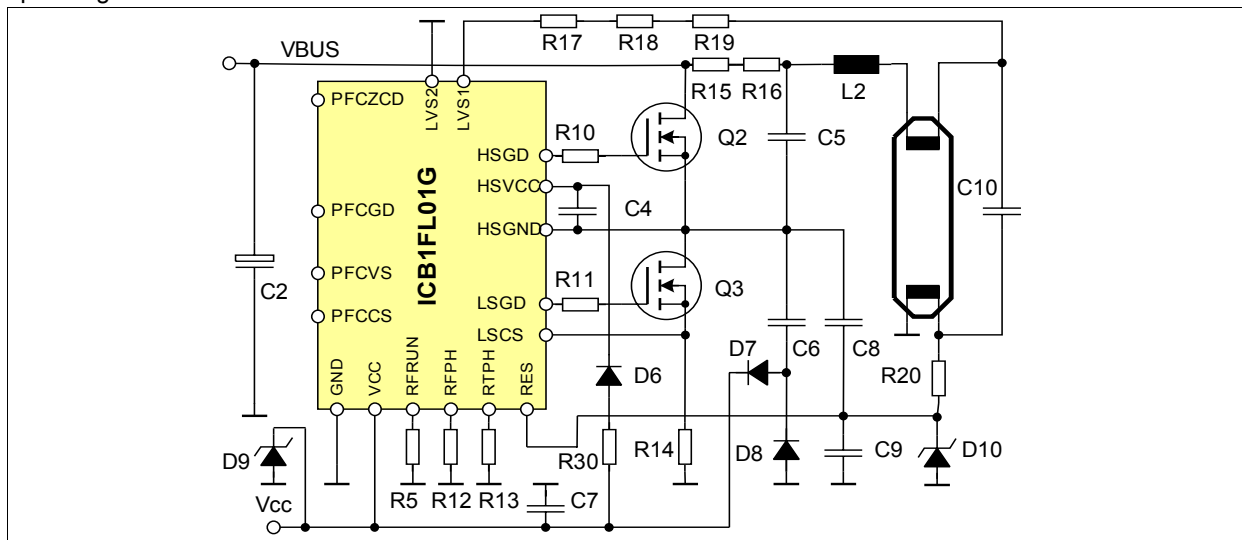 R17 R18 R19
VBUS
R15 R16 L2
PFCZCD
LVS2
LVS1
R10
Q2
C5
HSGD
HSVCC
C4
C10
PFCGD
ICB1FL01G
HSGND
PFCVS
C2
R11
Q3
LSGD
PFCCS
LSCS
D7 C6 C8
GND
VCC
RFRUN
RFPH
RTPH
RES
D6
R20
D9
R30 R14 D8 C9 D10
R5 R12 R13 C7
Vcc